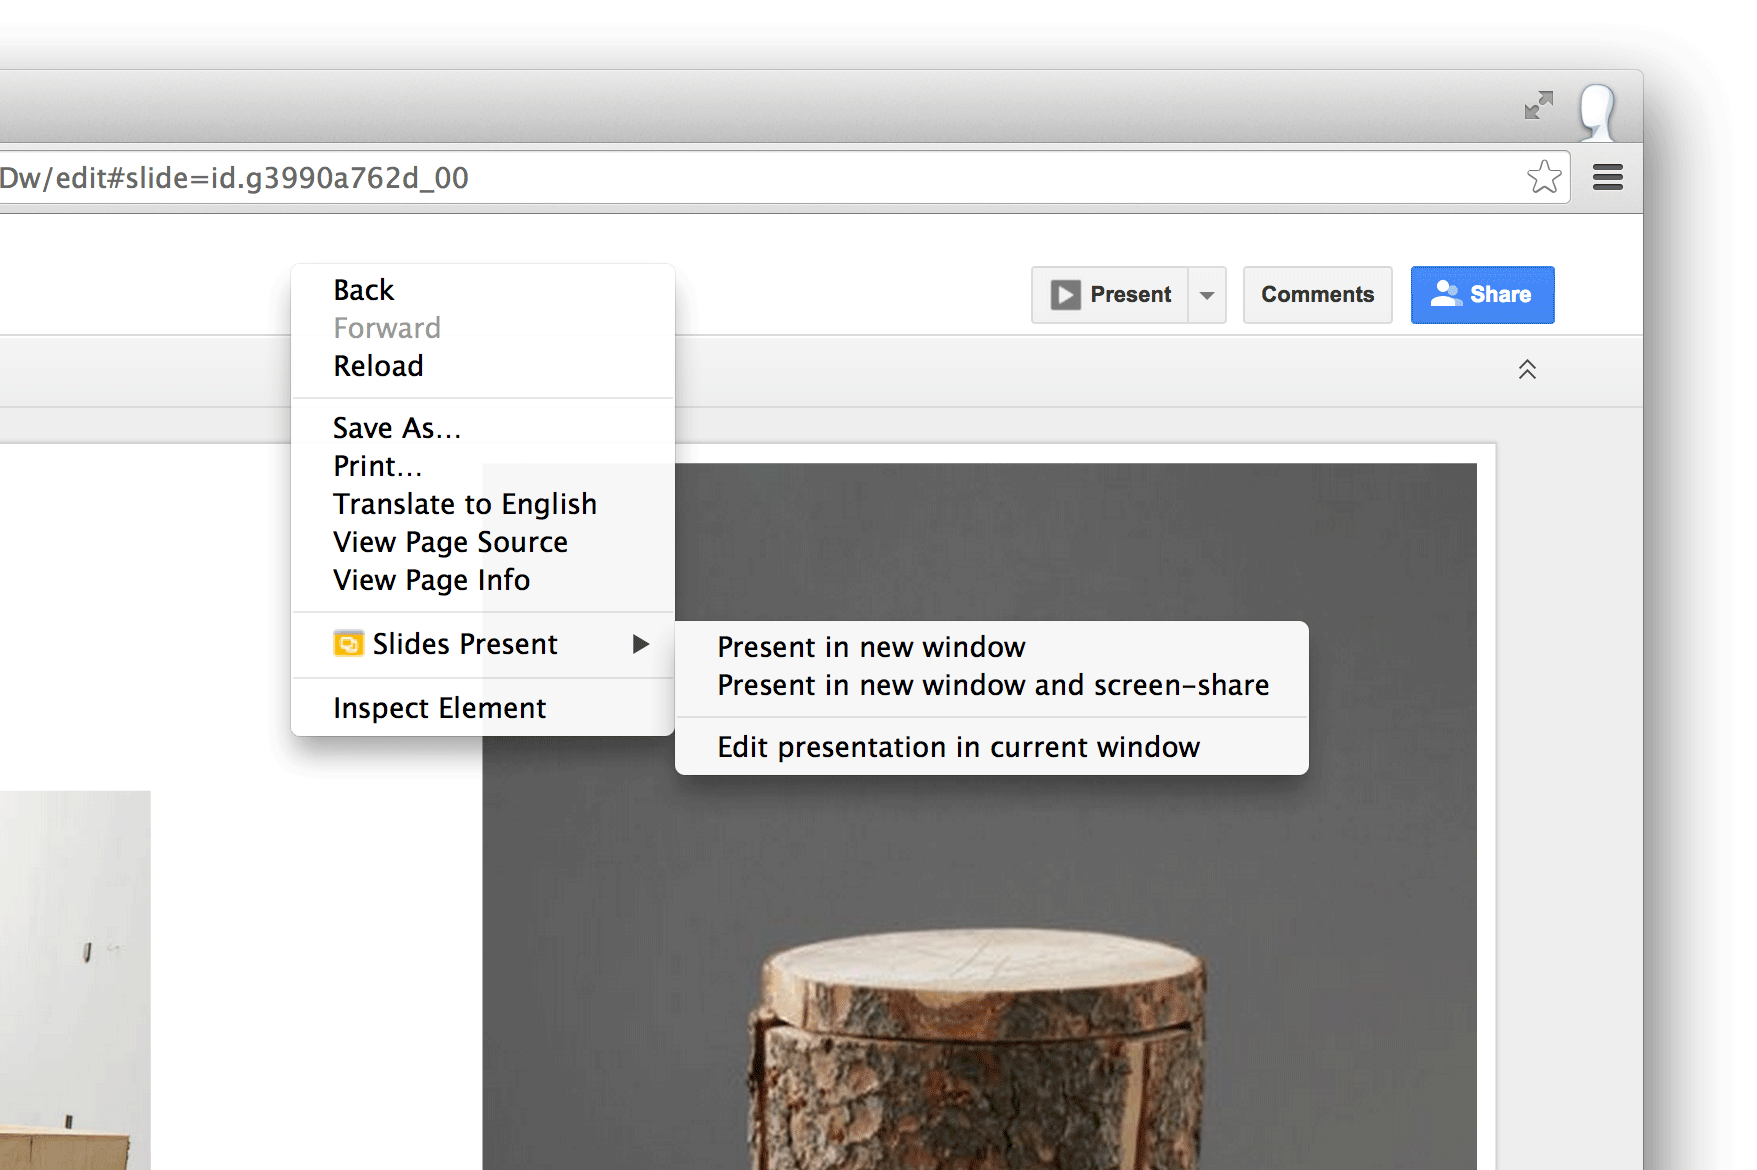 Dw/edit#slide=id.g3990a762d_00
Present
Comments
Share
Back
Forward
Reload
Save As...
Print...
Translate to English
View Page Source
View Page Info
Slides Present
Inspect Element
Present in new window
Present in new window and screen-share
Edit presentation in current window